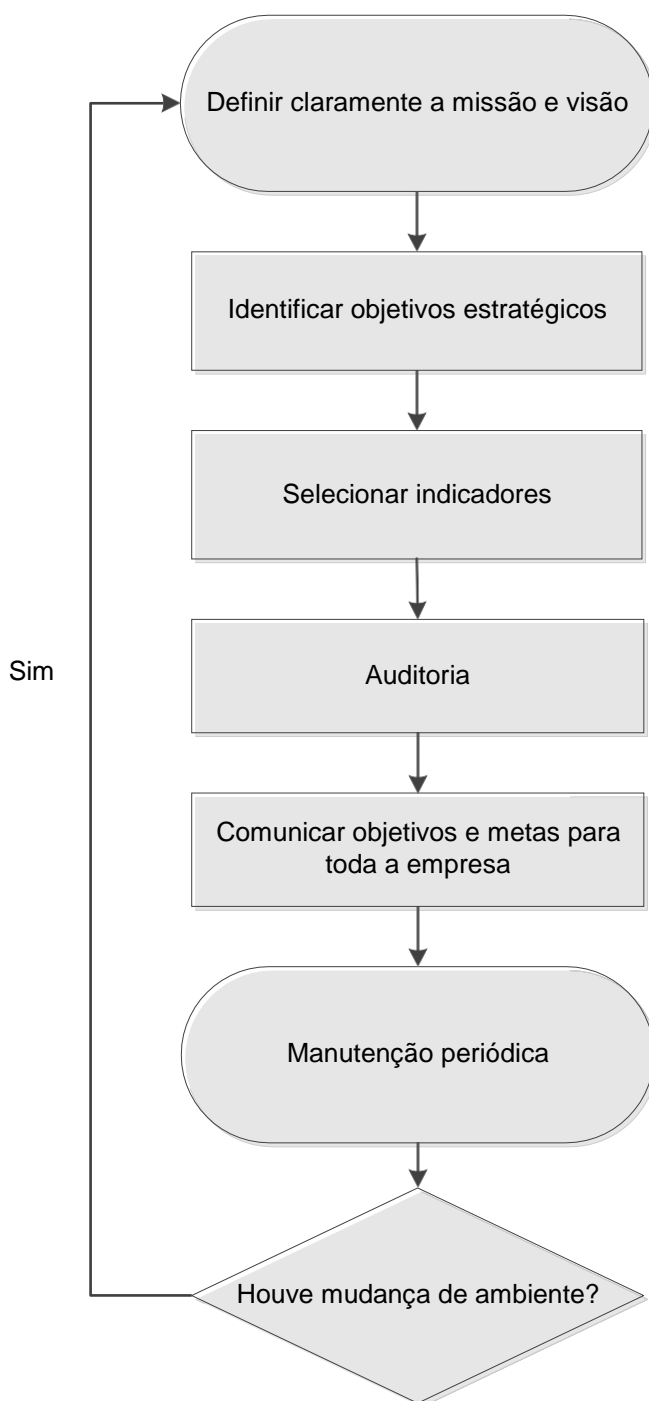 Definir claramente a missão e visão
Identificar objetivos estratégicos
Selecionar indicadores
Sim
Auditoria
Comunicar objetivos e metas para
toda a empresa
Manutenção periódica
Houve mudança de ambiente?